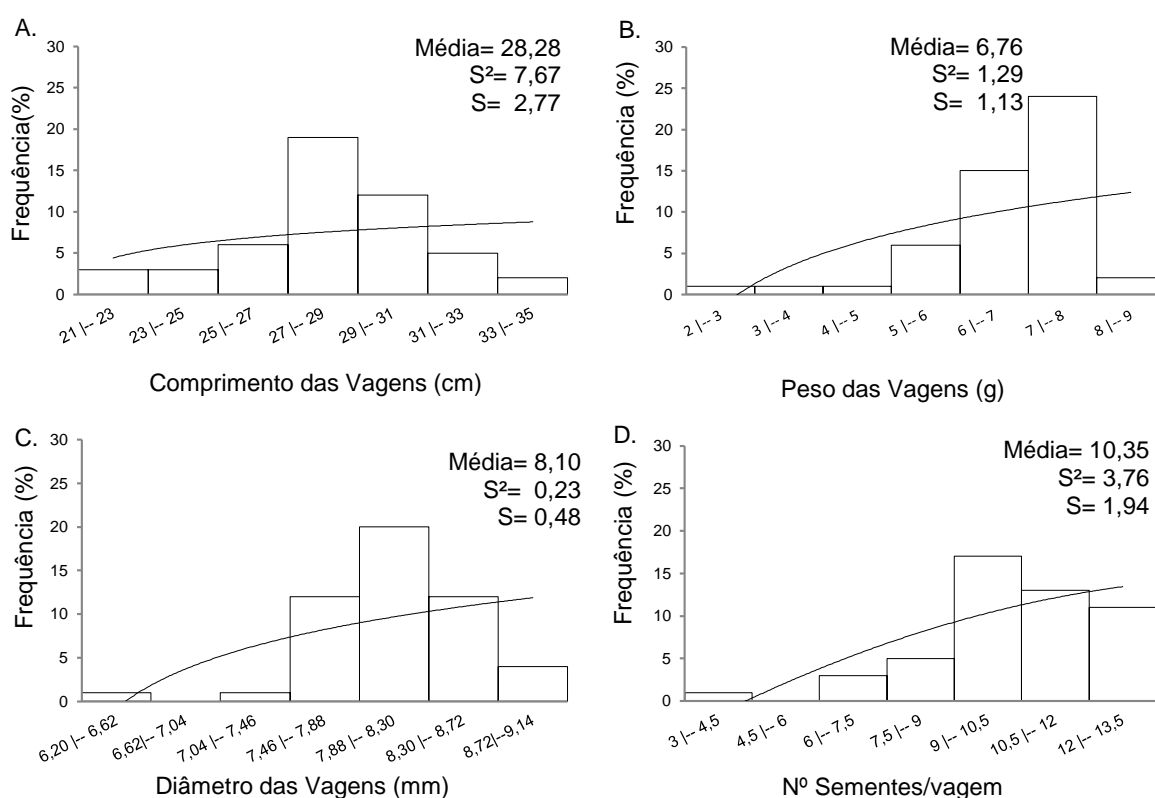 A.
Média= 28,28
S²= 7,67
S= 2,77
Frequência(%)
30
25
20
15
10
5
0
21 |-- 23
23 |-- 25
25 |-- 27
27 |-- 29
29 |-- 31
31 |-- 33
33 |-- 35
Comprimento das Vagens (cm)
B.
Média= 6,76
S²= 1,29
S= 1,13
Frequência (%)
30
25
20
15
10
5
0
2 |-- 3
3 |-- 4
4 |-- 5
5 |-- 6
6 |-- 7
7 |-- 8
8 |-- 9
Peso das Vagens (g)
C.
Média= 8,10
S²= 0,23
S= 0,48
Frequência (%)
30
25
20
15
10
5
0
6,20 |-- 6,62
6,62|-- 7,04
7,04 |-- 7,46
7,46 |-- 7,88
7,88 |-- 8,30
8,30 |-- 8,72
8,72|--9,14
Diâmetro das Vagens (mm)
D.
Média= 10,35
S²= 3,76
S= 1,94
Frequência (%)
30
25
20
15
10
5
0
3 |-- 4,5
4,5 |-- 6
6 |-- 7,5
7,5 |-- 9
9 |-- 10,5
10,5 |-- 12
12 |-- 13,5
Nº Sementes/vagem